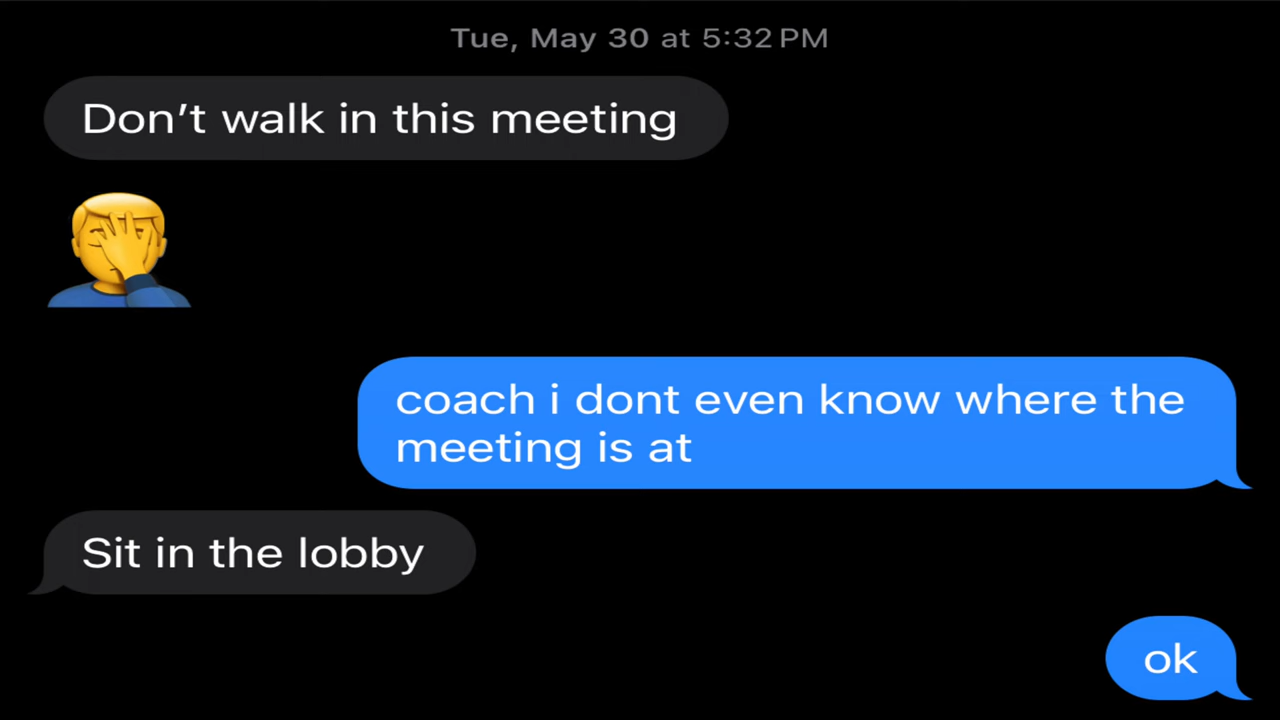 Tue, May 30 at 5:32 PM
Don’t walk in this meeting
coach i dont even know where the
meeting is at
Sit in the lobby
ok